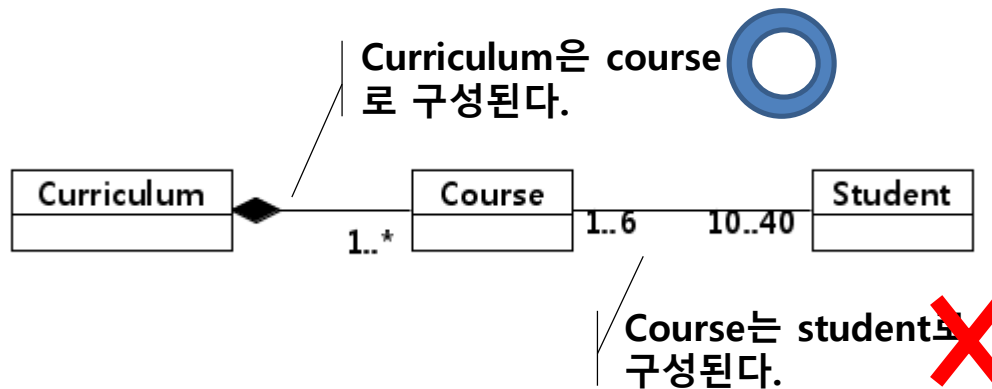 Curriculum은 course
로 구성된다.
Curriculum
Course
Student
1..*
1..6
10..40
Course는 student로
구성된다.